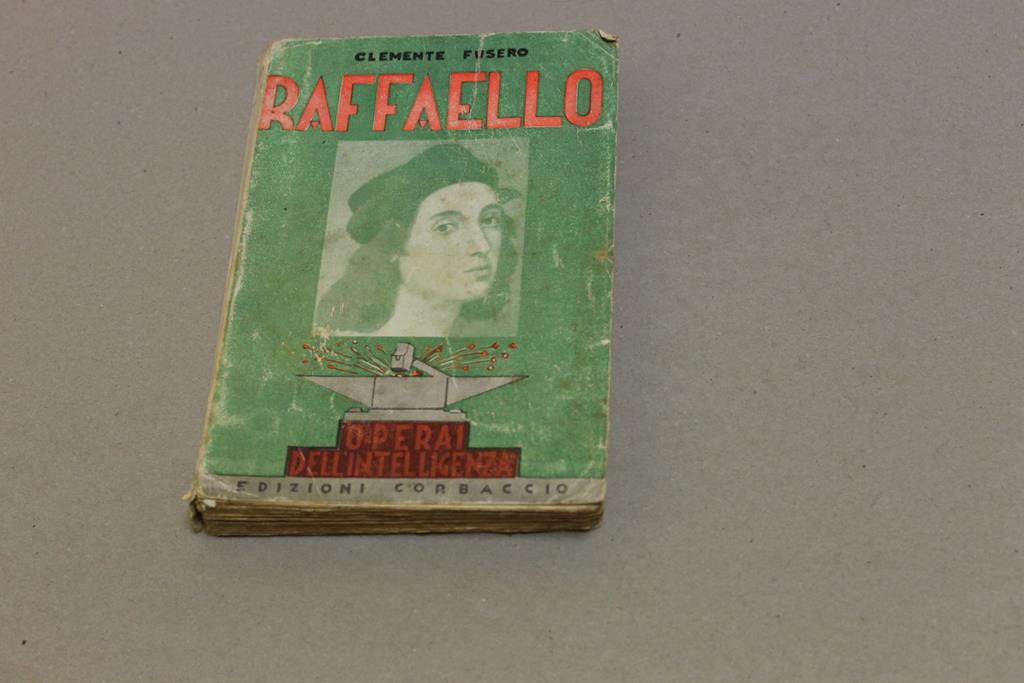 CLEMENTE FUSERO
RAFFAELLO
OPERAI
DELL'INTELLIGENZA
EDIZIONI CORBACCIO